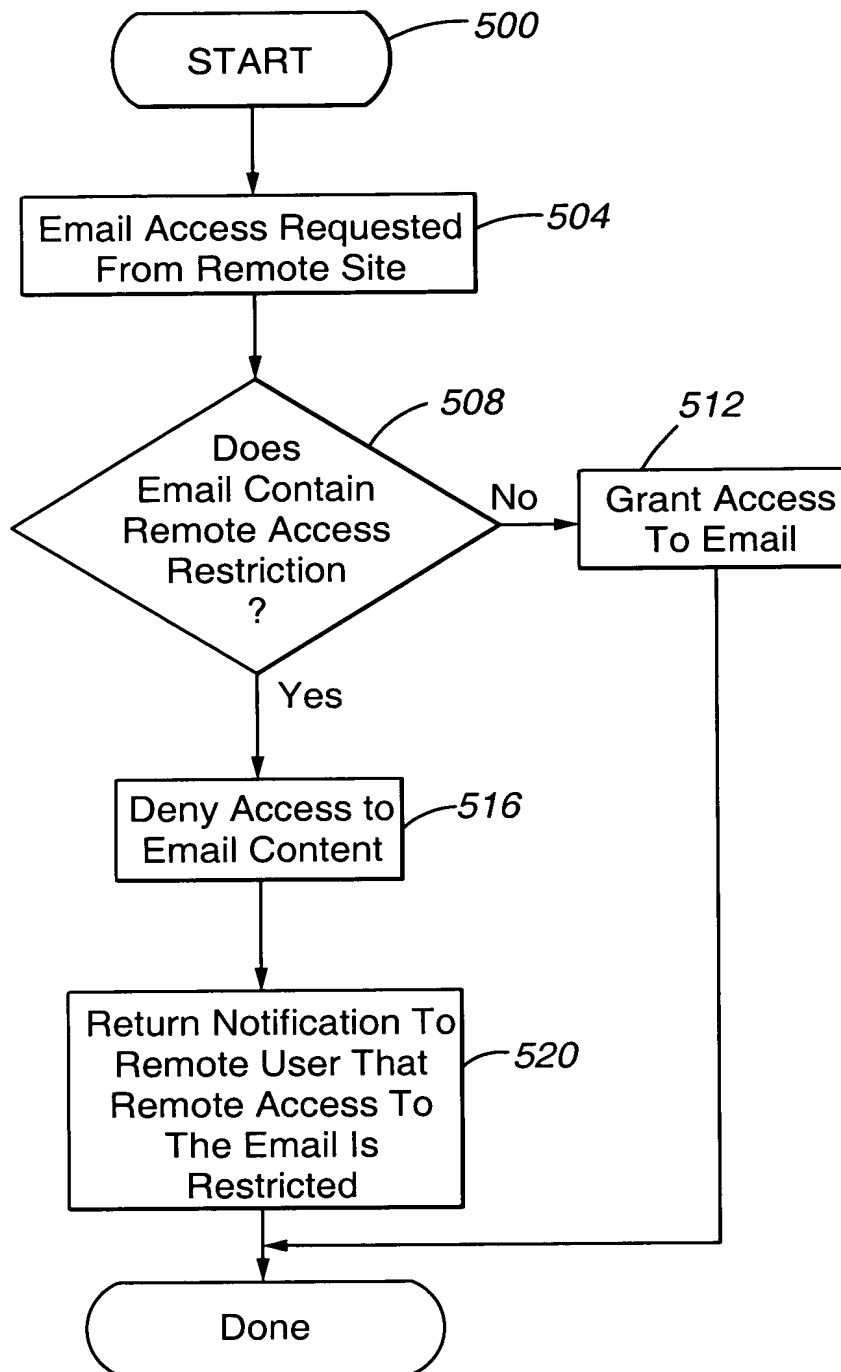 START
500
Email Access Requested
From Remote Site
504
Does
Email Contain
Remote Access
Restriction
?
508
No
512
Grant Access
To Email
Yes
Deny Access to
Email Content
516
Return Notification To
Remote User That
Remote Access To
The Email Is
Restricted
520
Done